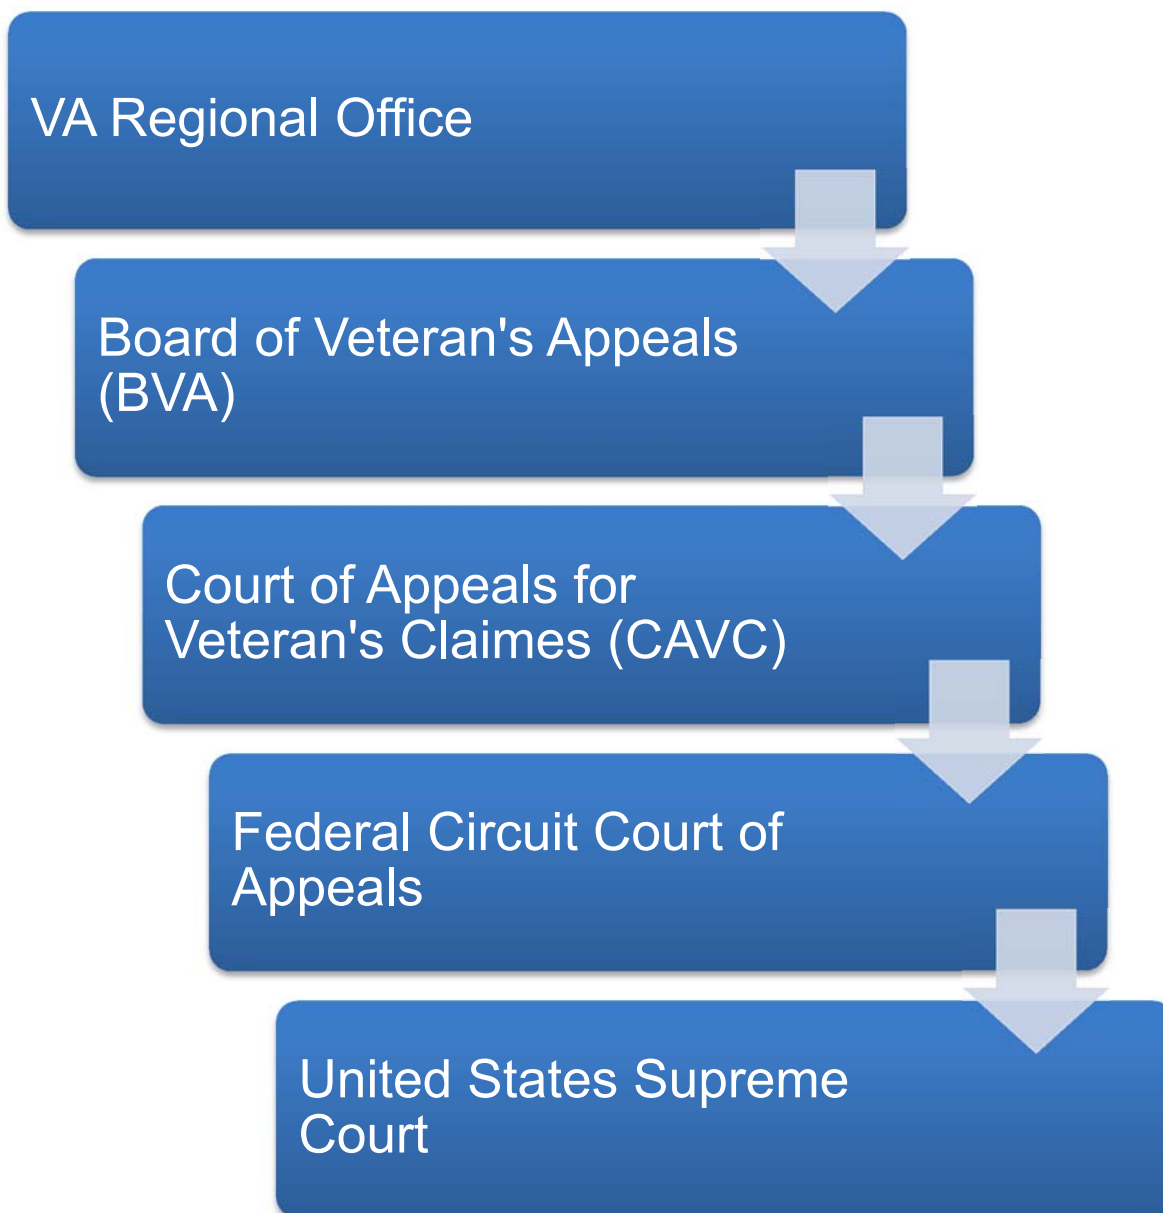 VA Regional Office
Board of Veteran's Appeals
(BVA)
Court of Appeals for
Veteran's Claimes (CAVC)
Federal Circuit Court of
Appeals
United States Supreme
Court